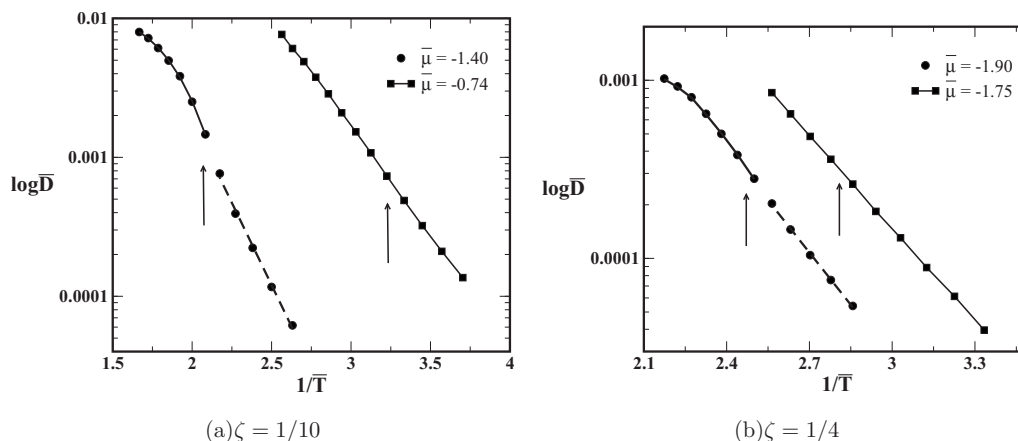 0.01
0.001
0.0001
logD̅
1.5 2 2.5 3 3.5 4
1/T̅
μ̅ = -1.40
μ̅ = -0.74
(a)ζ = 1/10
0.001
0.0001
logD̅
2.1 2.4 2.7 3 3.3
1/T̅
μ̅ = -1.90
μ̅ = -1.75
(b)ζ = 1/4